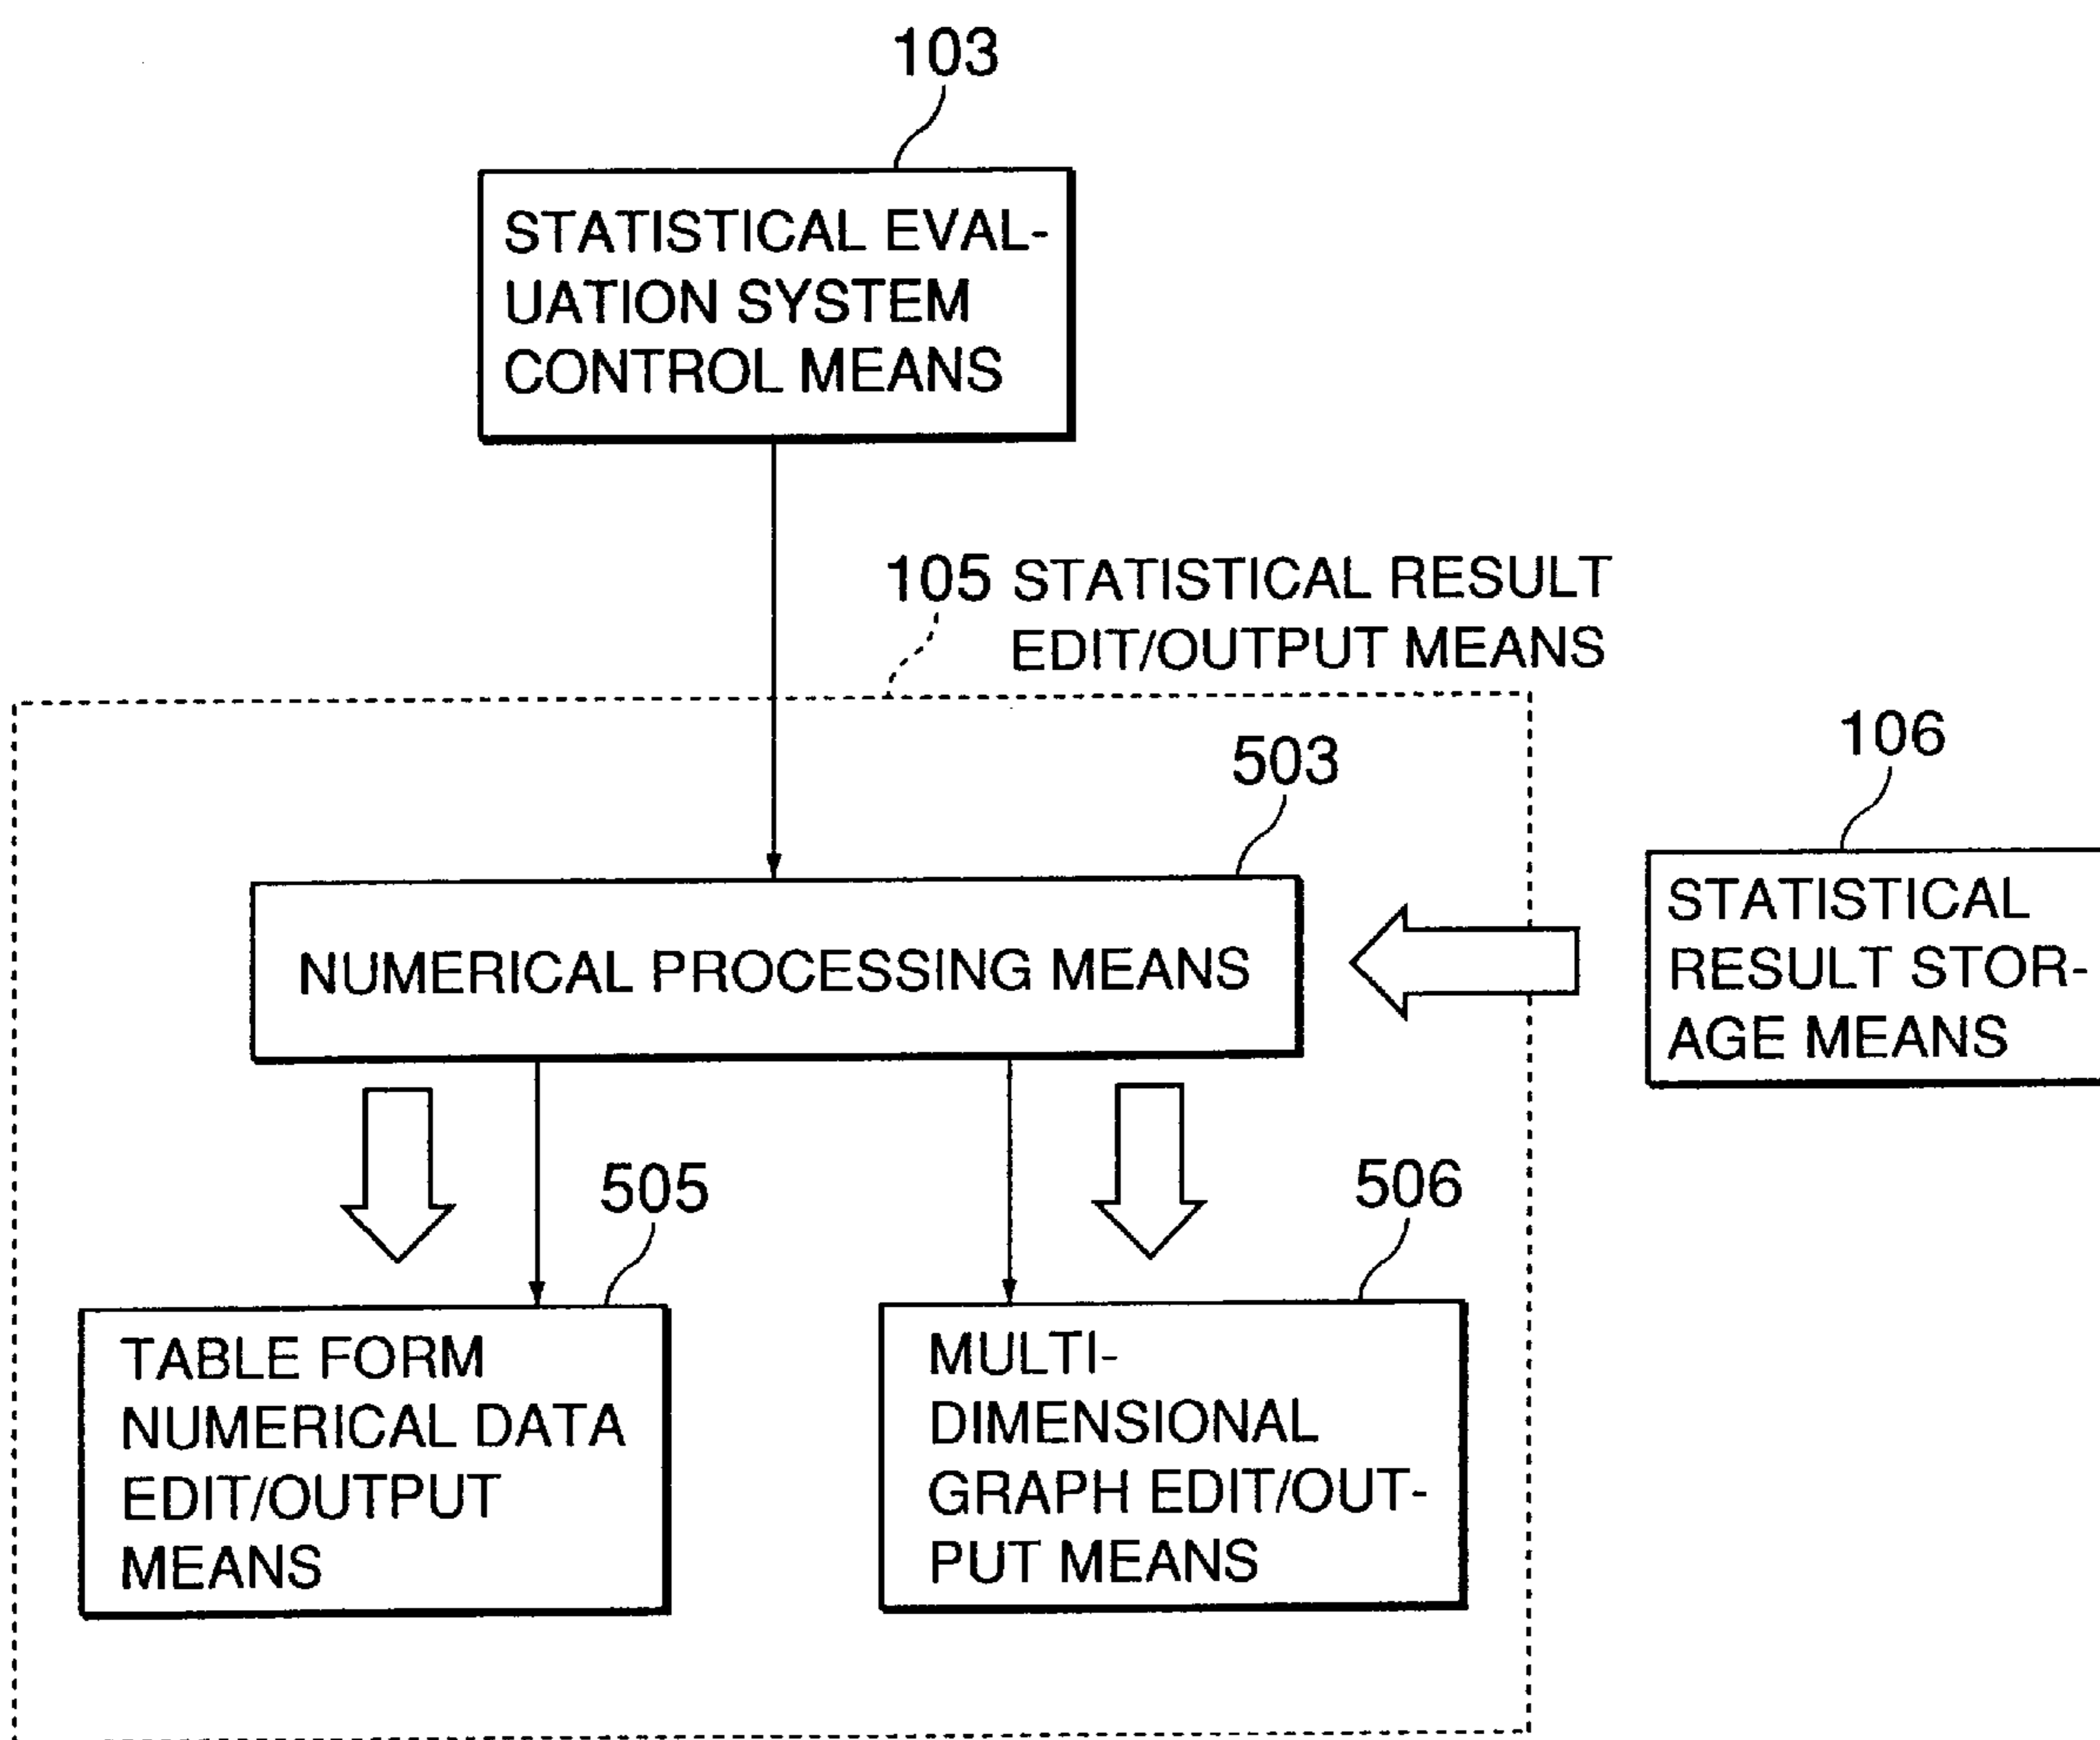 103
STATISTICAL EVAL-
UATION SYSTEM
CONTROL MEANS
105 STATISTICAL RESULT
EDIT/OUTPUT MEANS
503
106
NUMERICAL PROCESSING MEANS
STATISTICAL
RESULT STOR-
AGE MEANS
505
506
TABLE FORM
NUMERICAL DATA
EDIT/OUTPUT
MEANS
MULTI-
DIMENSIONAL
GRAPH EDIT/OUT-
PUT MEANS